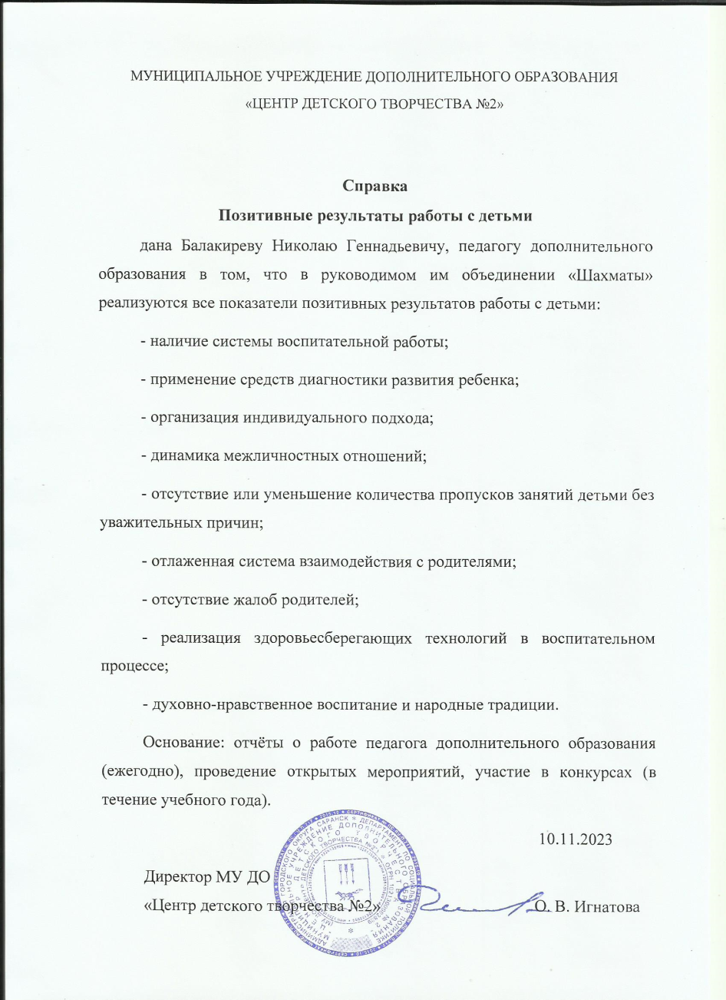 МУНИЦИПАЛЬНОЕ УЧРЕЖДЕНИЕ ДОПОЛНИТЕЛЬНОГО ОБРАЗОВАНИЯ
«ЦЕНТР ДЕТСКОГО ТВОРЧЕСТВА №2»
Справка
Позитивные результаты работы с детьми
дана Балакиреву Николаю Геннадьевичу, педагогу дополнительного
образования в том, что в руководимом им объединении «Шахматы»
реализуются все показатели позитивных результатов работы с детьми:
- наличие системы воспитательной работы;
- применение средств диагностики развития ребенка;
- организация индивидуального подхода;
- динамика межличностных отношений;
- отсутствие или уменьшение количества пропусков занятий детьми без
уважительных причин;
- отлаженная система взаимодействия с родителями;
- отсутствие жалоб родителей;
- реализация здоровьесберегающих технологий в воспитательном
процессе;
- духовно-нравственное воспитание и народные традиции.
Основание: отчёты о работе педагога дополнительного образования
(ежегодно), проведение открытых мероприятий, участие в конкурсах (в
течение учебного года).
10.11.2023
Директор МУ ДО
«Центр детского творчества №2» О. В. Игнатова